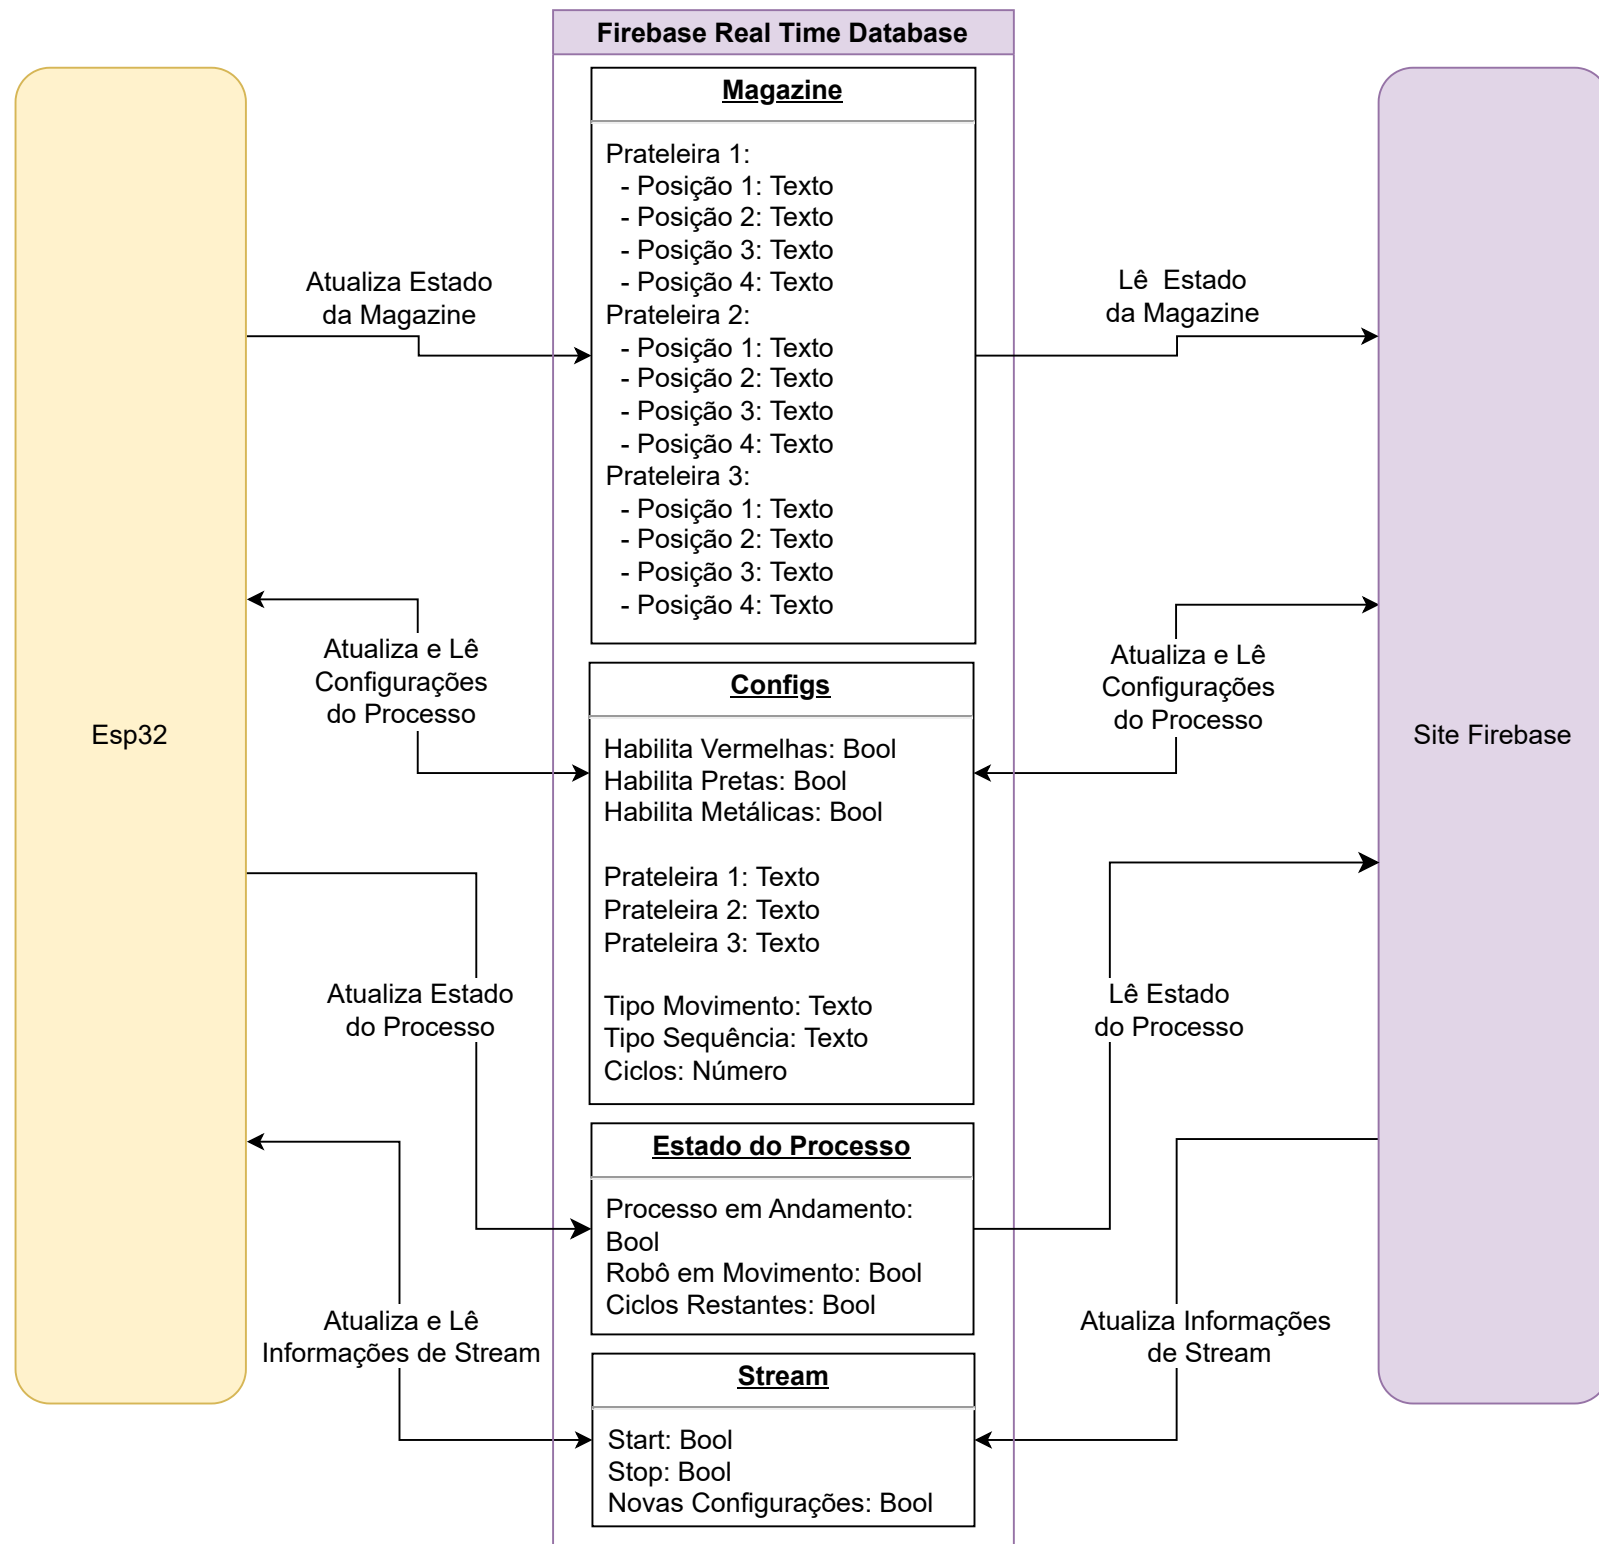 Firebase Real Time Database
Magazine
Prateleira 1:
- Posição 1: Texto
- Posição 2: Texto
- Posição 3: Texto
- Posição 4: Texto
Prateleira 2:
- Posição 1: Texto
- Posição 2: Texto
- Posição 3: Texto
- Posição 4: Texto
Prateleira 3:
- Posição 1: Texto
- Posição 2: Texto
- Posição 3: Texto
- Posição 4: Texto
Atualiza Estado
da Magazine
Lê  Estado
da Magazine
Atualiza e Lê
Configurações
do Processo
Atualiza e Lê
Configurações
do Processo
Esp32
Site Firebase
Configs
Habilita Vermelhas: Bool
Habilita Pretas: Bool
Habilita Metálicas: Bool
Prateleira 1: Texto
Prateleira 2: Texto
Prateleira 3: Texto
Tipo Movimento: Texto
Tipo Sequência: Texto
Ciclos: Número
Atualiza Estado
do Processo
Lê Estado
do Processo
Estado do Processo
Processo em Andamento:
Bool
Robô em Movimento: Bool
Ciclos Restantes: Bool
Atualiza e Lê
Informações de Stream
Atualiza Informações
de Stream
Stream
Start: Bool
Stop: Bool
Novas Configurações: Bool